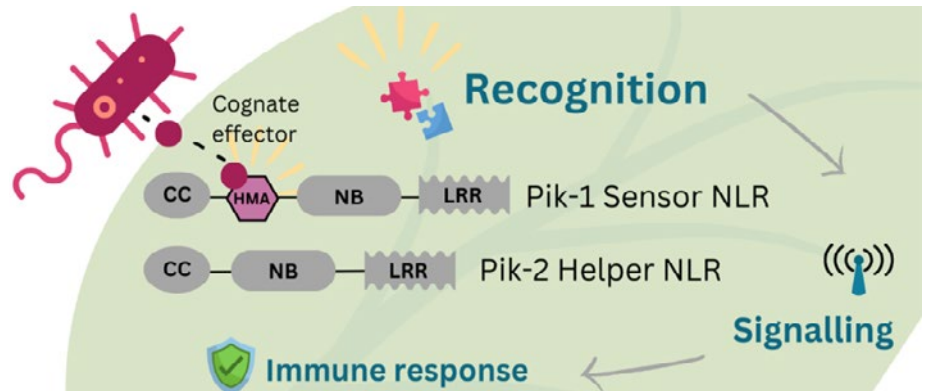 Recognition
Cognate
effector
CC HMA NB LRR Pik-1 Sensor NLR
CC NB LRR Pik-2 Helper NLR
Signalling
Immune response